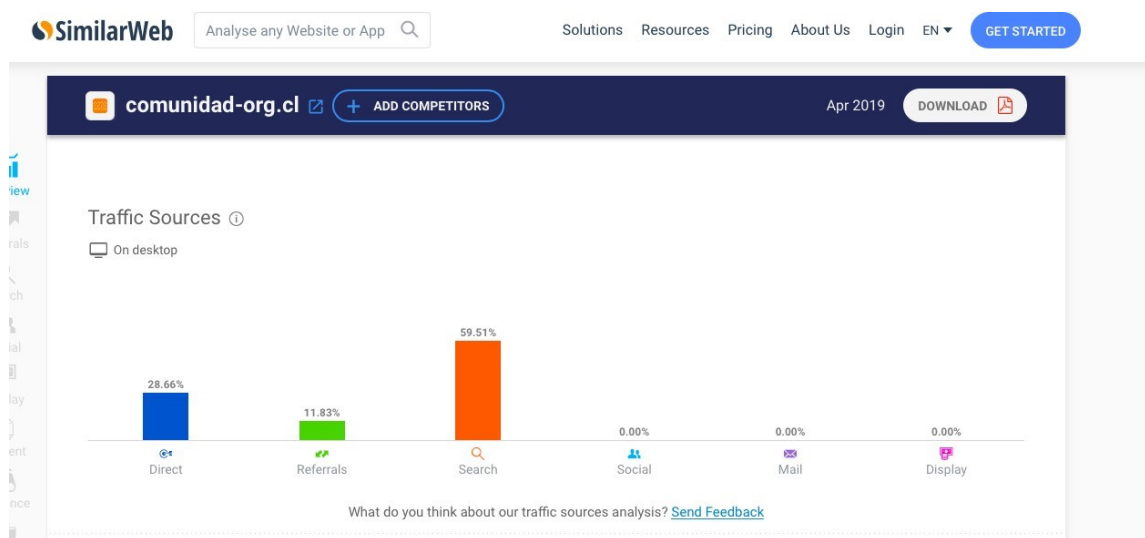 SimilarWeb Analyse any Website or App Solutions Resources Pricing About Us Login EN GET STARTED
comunidad-org.cl + ADD COMPETITORS Apr 2019 DOWNLOAD
Traffic Sources
On desktop
59.51%
28.66%
11.83%
0.00% 0.00% 0.00%
Direct Referrals Search Social Mail Display
What do you think about our traffic sources analysis? Send Feedback